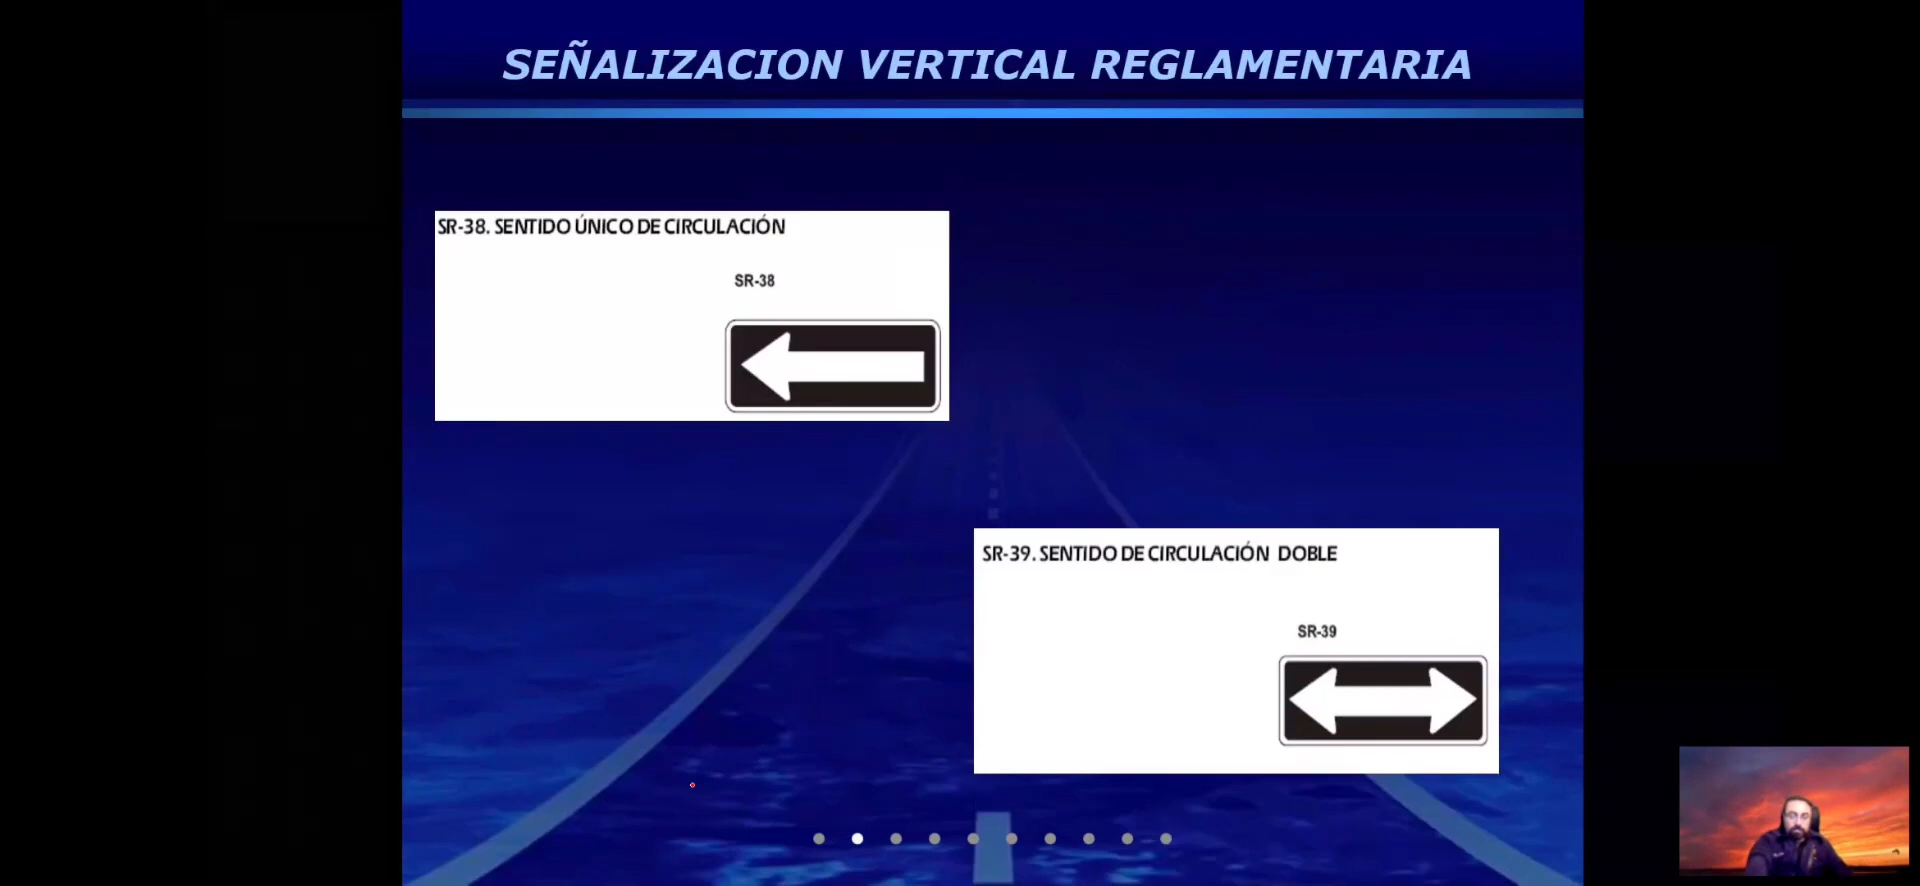 SEÑALIZACION VERTICAL REGLAMENTARIA
SR-38. SENTIDO ÚNICO DE CIRCULACIÓN
SR-38
SR-39. SENTIDO DE CIRCULACIÓN DOBLE
SR-39